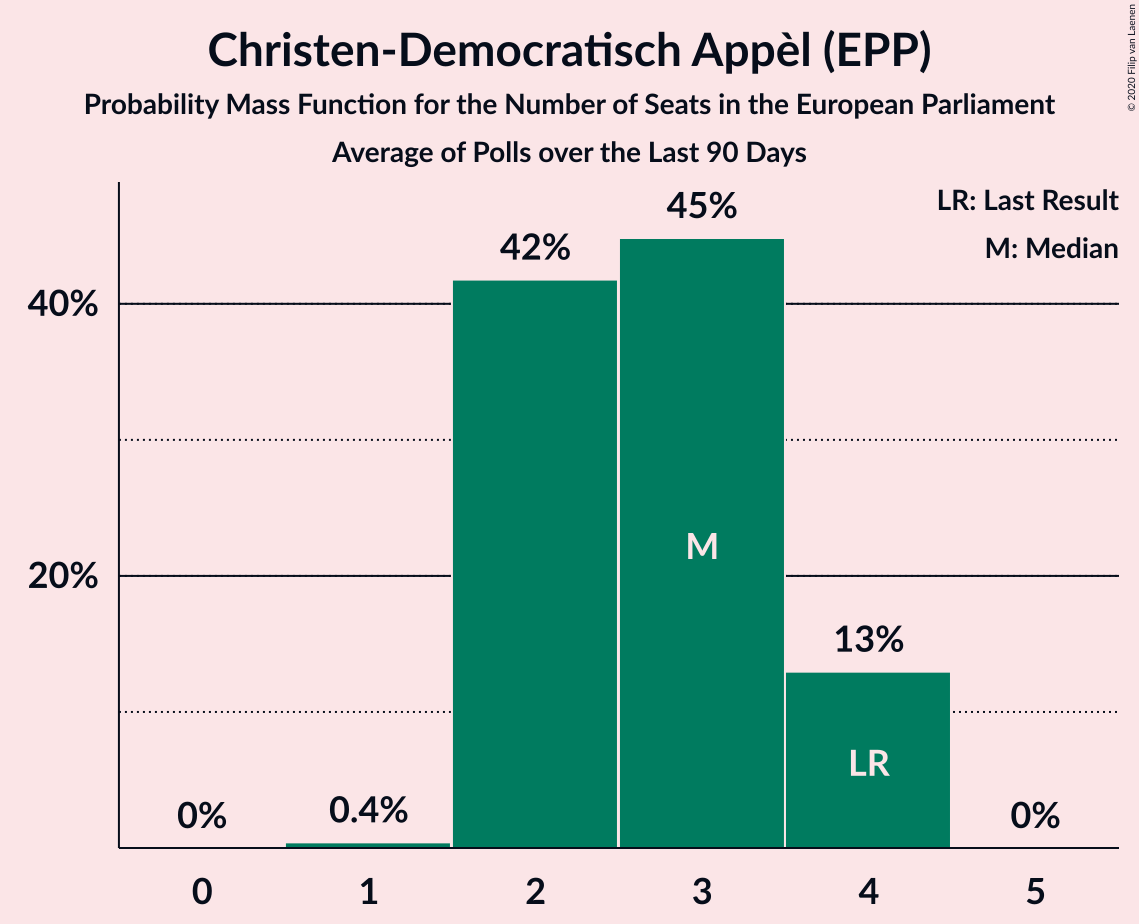 Christen-Democratisch Appèl (EPP)
Probability Mass Function for the Number of Seats in the European Parliament
Average of Polls over the Last 90 Days
© 2020 Filip van Laenen
LR: Last Result
M: Median
45%
42%
40%
M
20%
13%
LR
0%
0.4%
0%
0 1 2 3 4 5